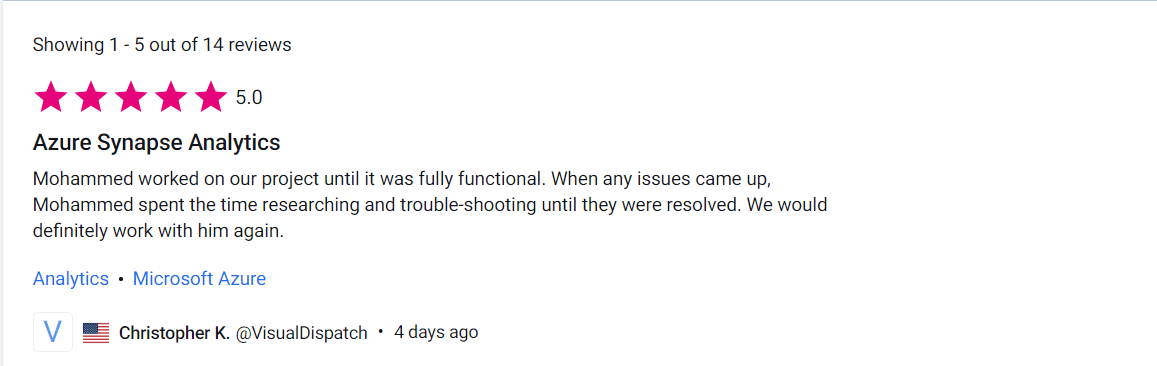 Showing 1 - 5 out of 14 reviews
5.0
Azure Synapse Analytics
Mohammed worked on our project until it was fully functional. When any issues came up,
Mohammed spent the time researching and trouble-shooting until they were resolved. We would
definitely work with him again.
Analytics • Microsoft Azure
V Christopher K. @VisualDispatch • 4 days ago